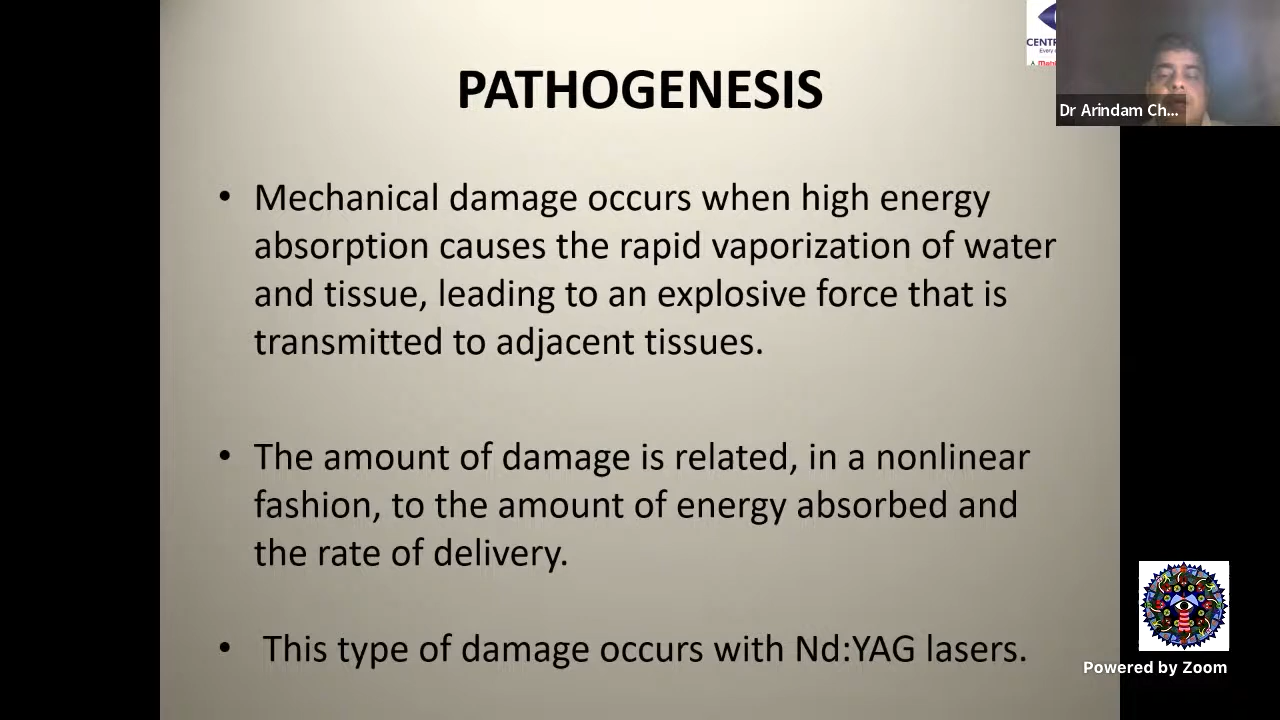 PATHOGENESIS
• Mechanical damage occurs when high energy
absorption causes the rapid vaporization of water
and tissue, leading to an explosive force that is
transmitted to adjacent tissues.
• The amount of damage is related, in a nonlinear
fashion, to the amount of energy absorbed and
the rate of delivery.
• This type of damage occurs with Nd:YAG lasers.
CENTR
Every
Dr Arindam Ch...
Powered by Zoom